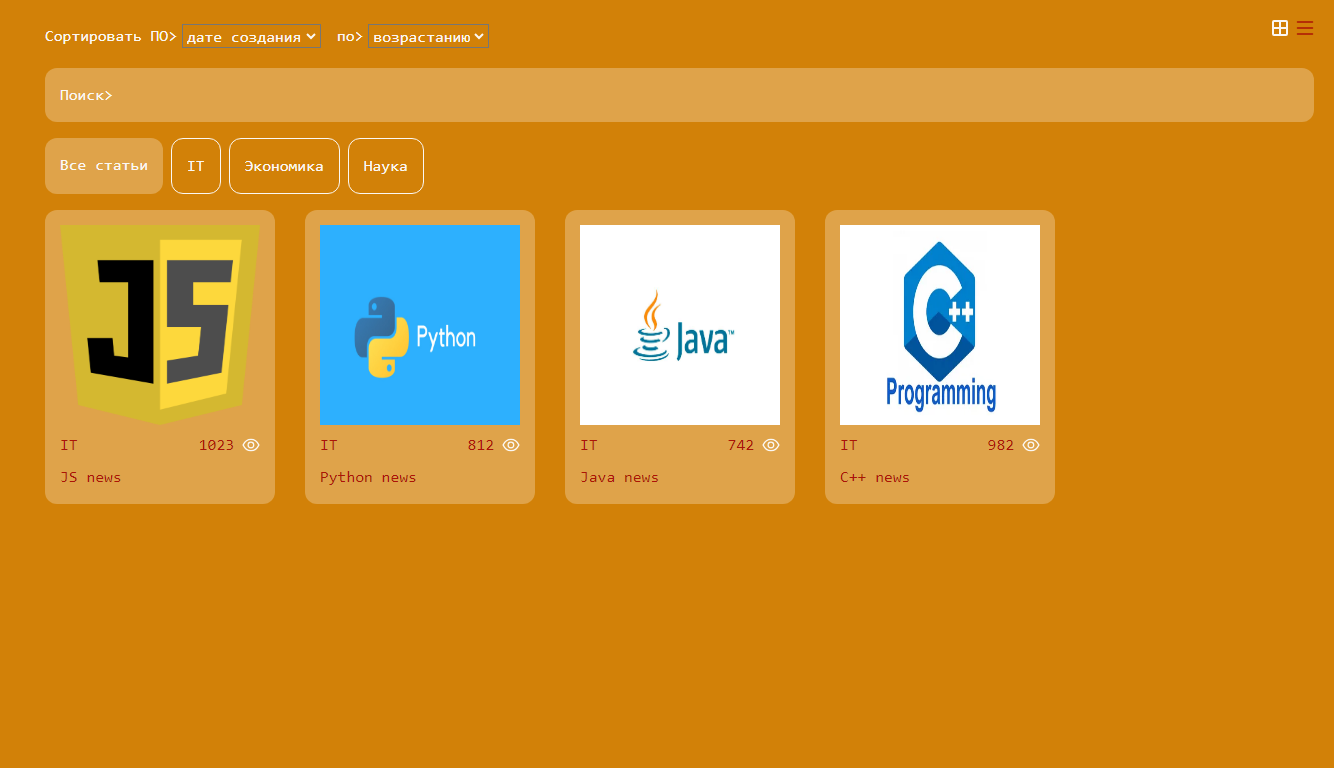 Сортировать ПО> дате создания по> возрастанию
Поиск>
Все статьи IT Экономика Наука
JS Python Java™ C++ Programming
IT 1023 IT 812 IT 742 IT 982
JS news Python news Java news C++ news